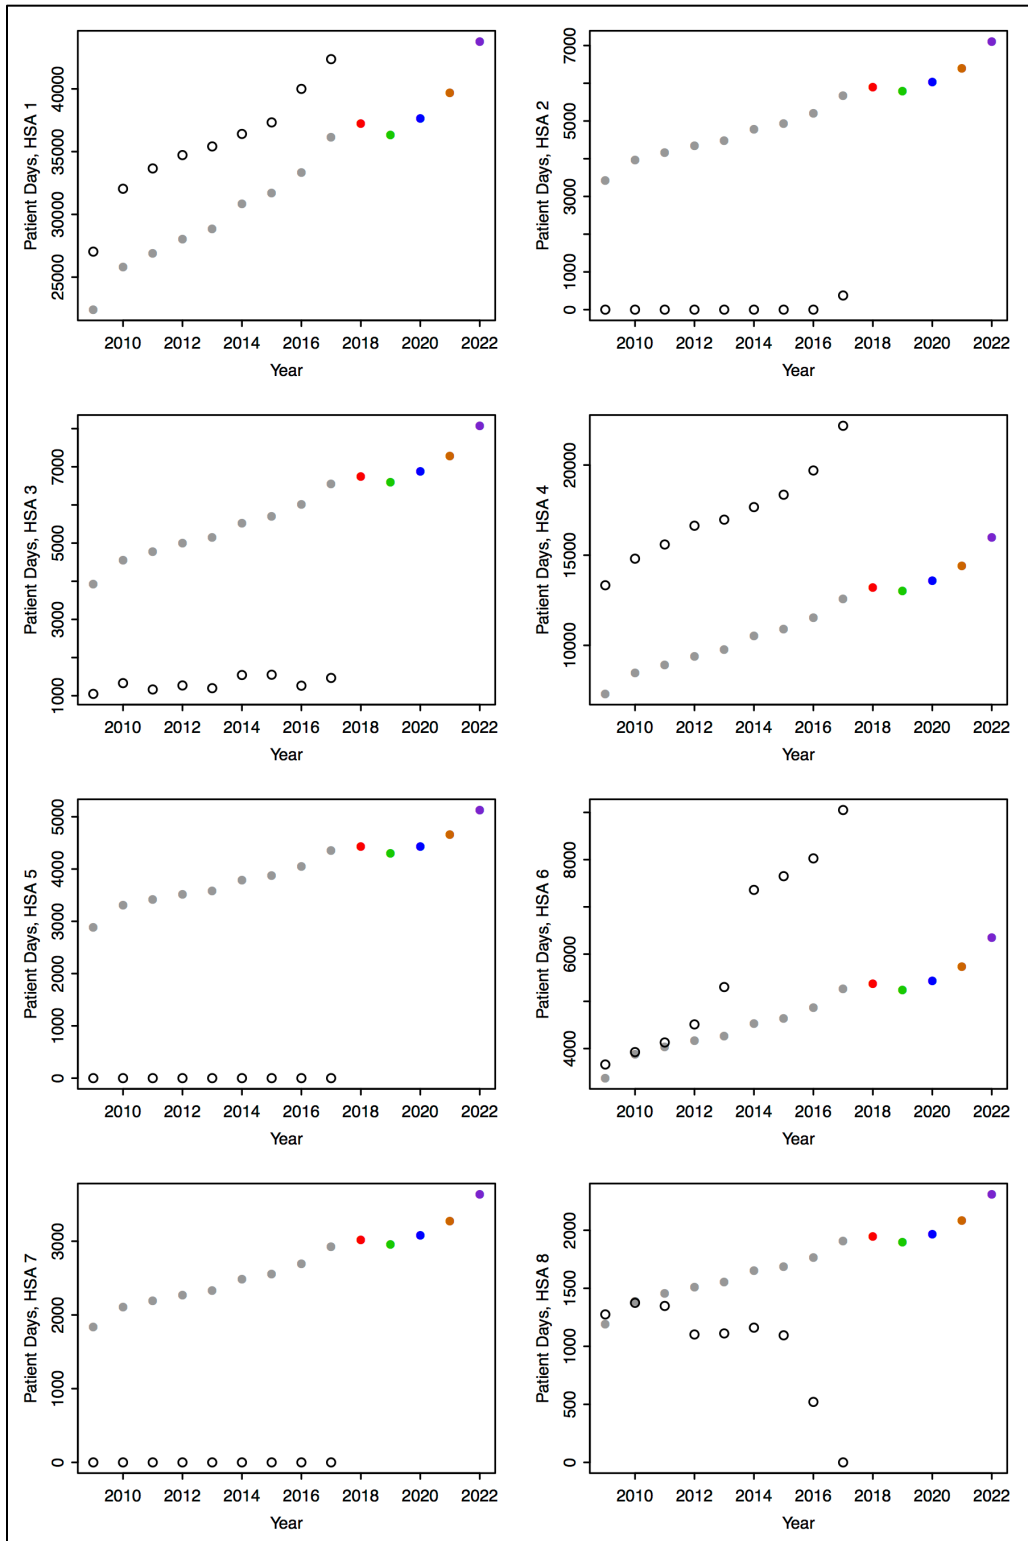 Patient Days, HSA 1
25000 30000 35000 40000
2010 2012 2014 2016 2018 2020 2022
Year
Patient Days, HSA 2
0 1000 3000 5000 7000
2010 2012 2014 2016 2018 2020 2022
Year
Patient Days, HSA 3
1000 3000 5000 7000
2010 2012 2014 2016 2018 2020 2022
Year
Patient Days, HSA 4
10000 15000 20000
2010 2012 2014 2016 2018 2020 2022
Year
Patient Days, HSA 5
0 1000 2000 3000 4000 5000
2010 2012 2014 2016 2018 2020 2022
Year
Patient Days, HSA 6
4000 6000 8000
2010 2012 2014 2016 2018 2020 2022
Year
Patient Days, HSA 7
0 1000 2000 3000
2010 2012 2014 2016 2018 2020 2022
Year
Patient Days, HSA 8
0 500 1000 1500 2000
2010 2012 2014 2016 2018 2020 2022
Year